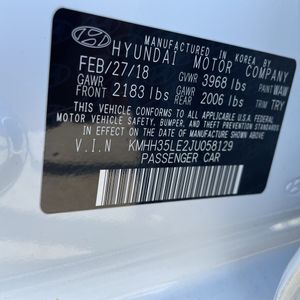 MANUFACTURED IN KOREA BY
HYUNDAI MOTOR COMPANY
FEB/27/18 GVWR 3968 lbs PAINT WAW
GAWR FRONT 2183 lbs GAWR REAR 2006 lbs TRIM TRY
THIS VEHICLE CONFORMS TO ALL APPLICABLE U.S. FEDERAL
MOTOR VEHICLE SAFETY, BUMPER, AND THEFT PREVENTION
STANDARDS IN EFFECT ON THE DATE OF MANUFACTURE SHOWN ABOVE.
V.I.N KMHH35LE2JU058129
PASSENGER CAR